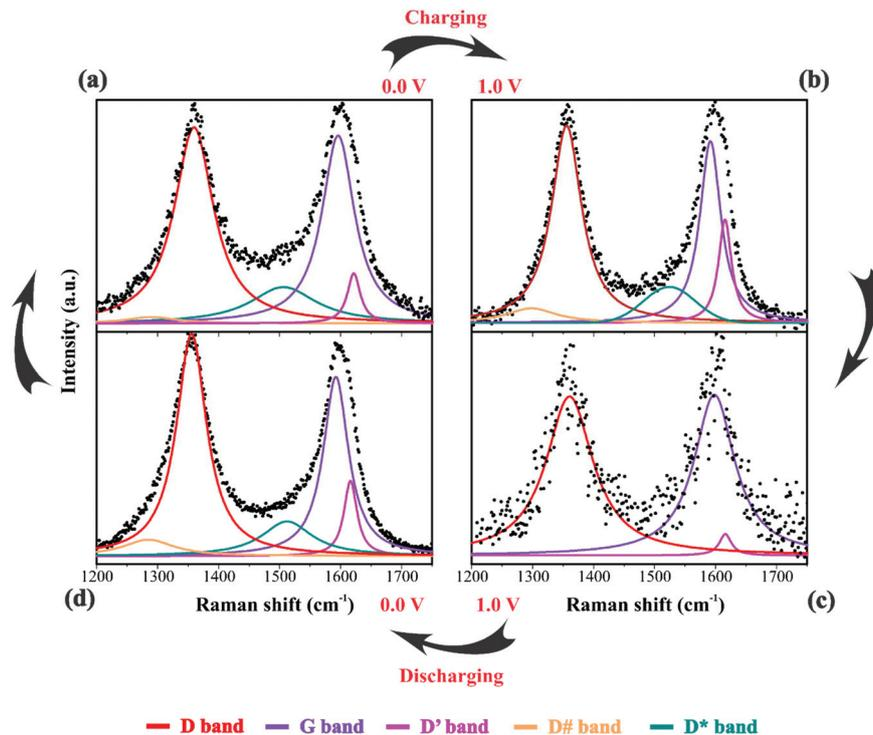 Charging
0.0 V 1.0 V
(a) (b)
Intensity (a.u.)
1200 1300 1400 1500 1600 1700 1200 1300 1400 1500 1600 1700
(d) Raman shift (cm⁻¹) 0.0 V 1.0 V Raman shift (cm⁻¹) (c)
Discharging
D band G band D’ band D# band D* band